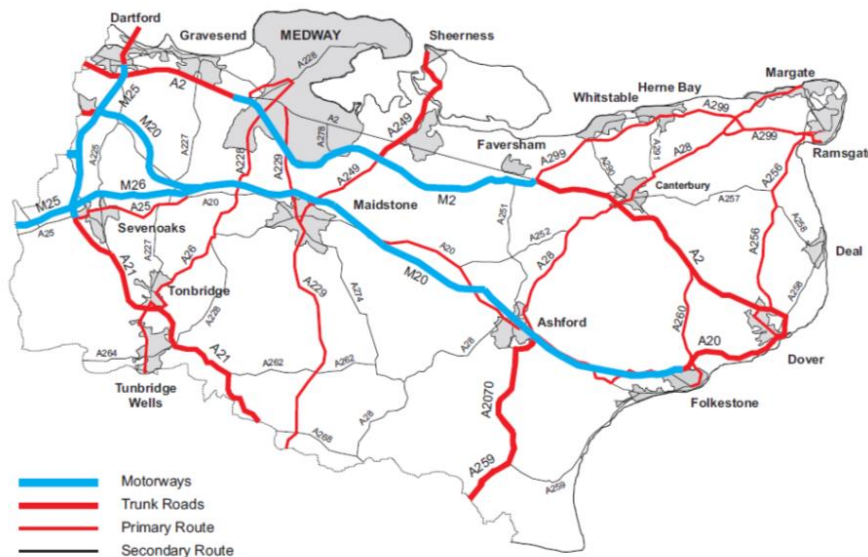 Dartford
Gravesend
MEDWAY
Sheerness
A228
Margate
Herne Bay
Whitstable
A2
M25
A299
A249
A2
A278
Faversham
A299
A28
A299
Ramsgate
M20
A227
A228
A229
A225
A249
A290
A291
A256
Canterbury
M2
M26
A257
M25
A25
A20
Maidstone
A251
A25
Sevenoaks
A252
A258
A227
A26
A20
A28
A2
A256
Deal
A21
M20
Tonbridge
A229
A274
A260
A258
A228
Ashford
A20
A28
A264
A21
A262
A262
Dover
Tunbridge
Wells
A2070
Folkestone
A28
A268
A259
A259
Motorways
Trunk Roads
Primary Route
Secondary Route